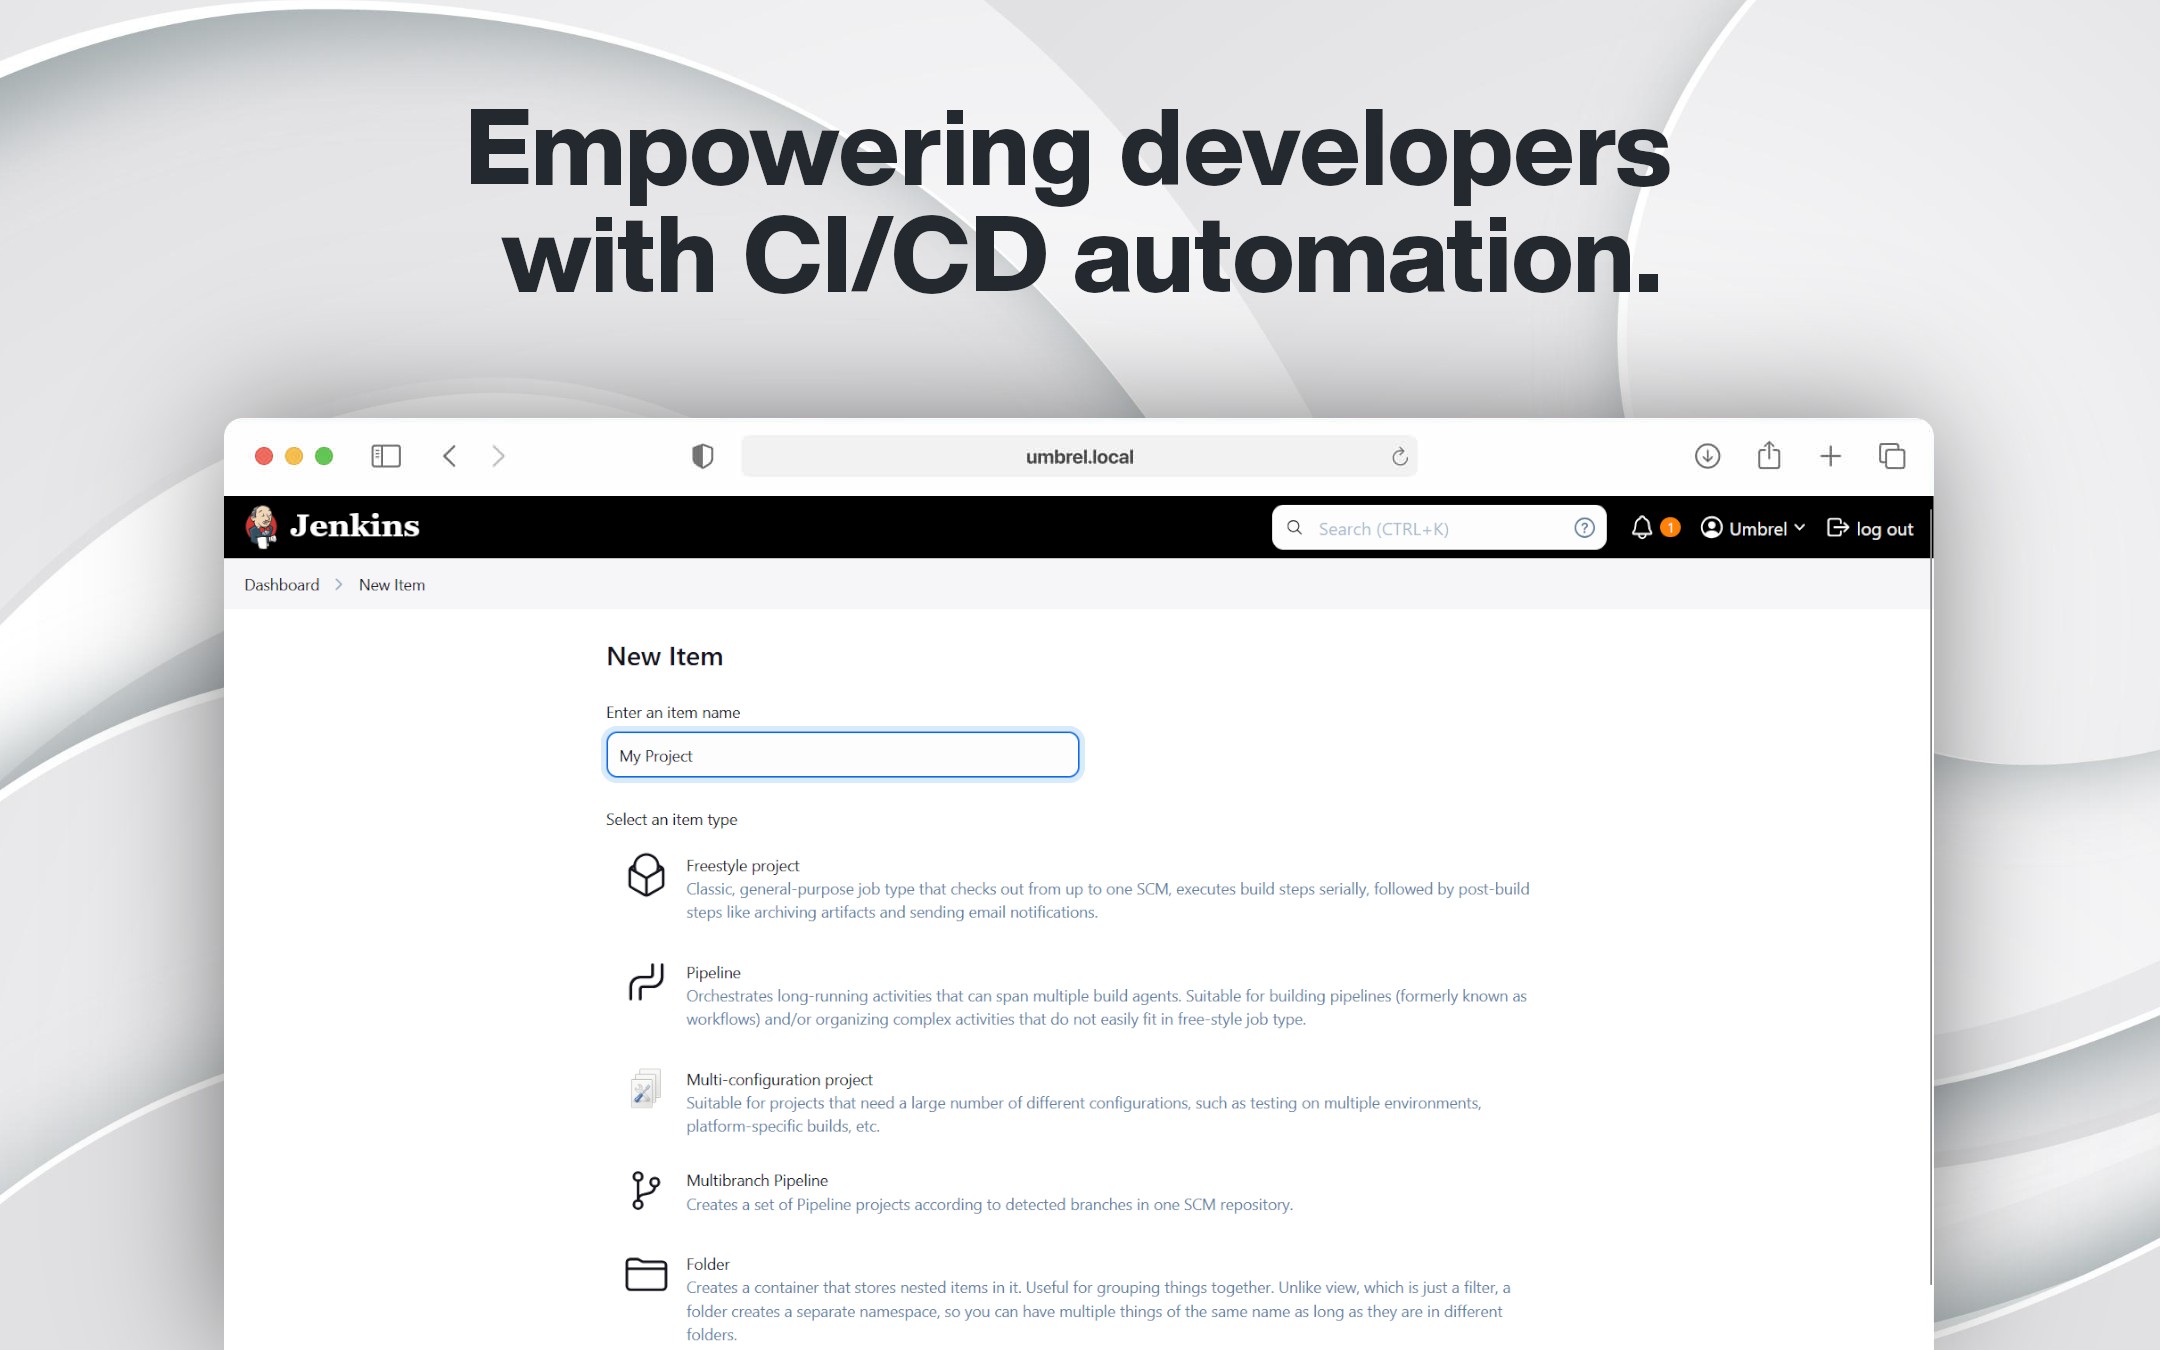 Empowering developers
with CI/CD automation.
umbrel.local
Jenkins
Search (CTRL+K)
?
1
Umbrel
log out
Dashboard
New Item
New Item
Enter an item name
My Project
Select an item type
Freestyle project
Classic, general-purpose job type that checks out from up to one SCM, executes build steps serially, followed by post-build
steps like archiving artifacts and sending email notifications.
Pipeline
Orchestrates long-running activities that can span multiple build agents. Suitable for building pipelines (formerly known as
workflows) and/or organizing complex activities that do not easily fit in free-style job type.
Multi-configuration project
Suitable for projects that need a large number of different configurations, such as testing on multiple environments,
platform-specific builds, etc.
Multibranch Pipeline
Creates a set of Pipeline projects according to detected branches in one SCM repository.
Folder
Creates a container that stores nested items in it. Useful for grouping things together. Unlike view, which is just a filter, a
folder creates a separate namespace, so you can have multiple things of the same name as long as they are in different
folders.